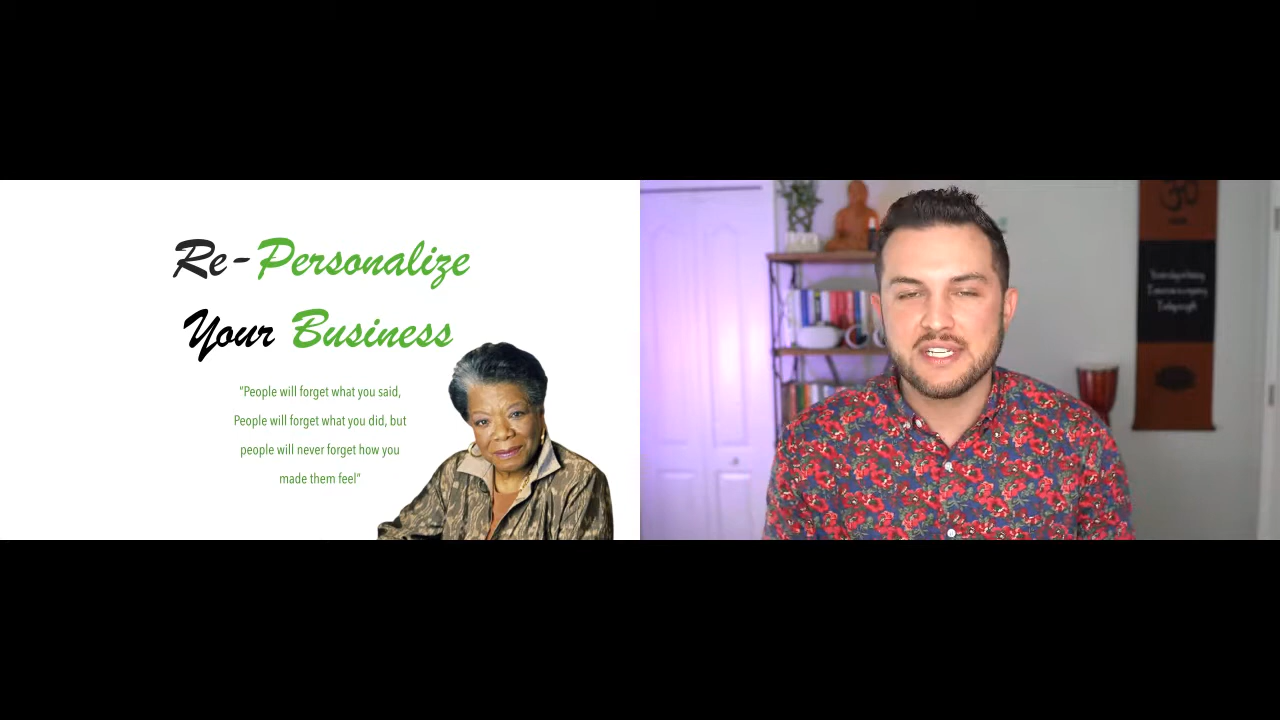 Re-Personalize
Your Business
“People will forget what you said,
People will forget what you did, but
people will never forget how you
made them feel”